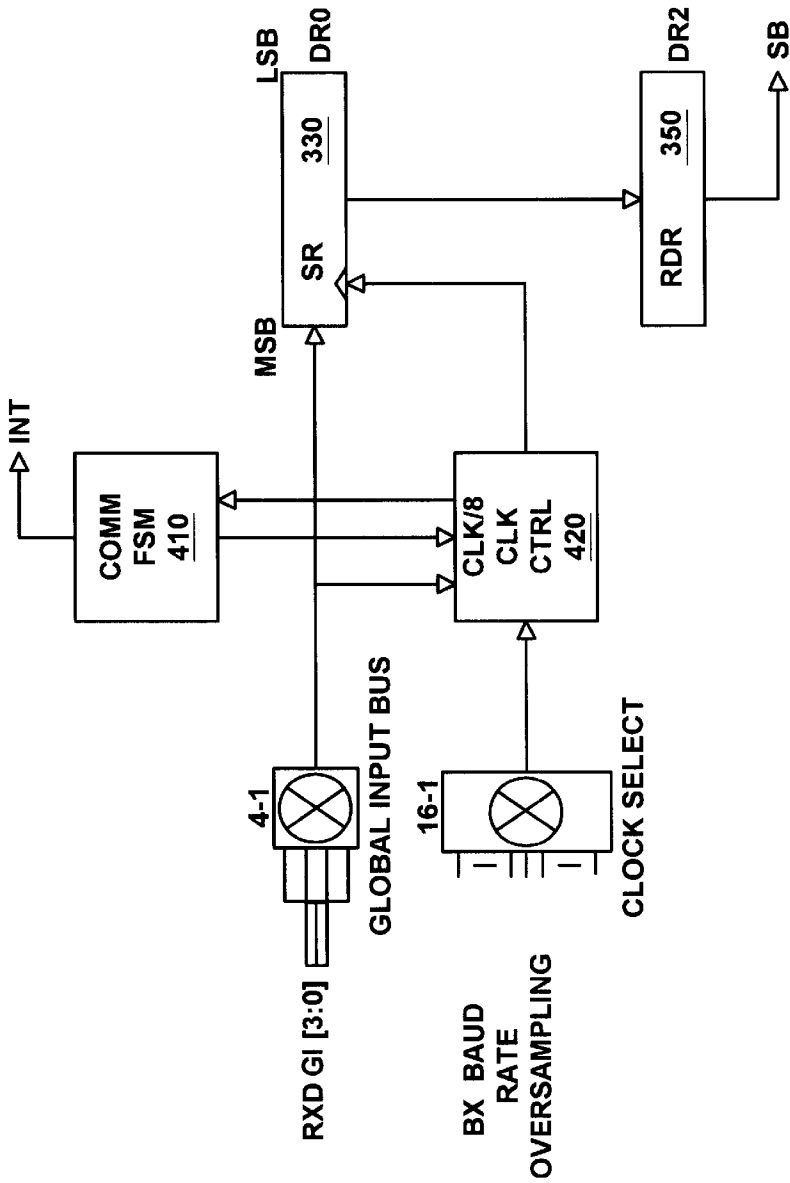 INT
COMM
FSM
410
MSB
LSB
SR 330
DR0
4-1
RXD GI [3:0]
GLOBAL INPUT BUS
CLK/8
CLK
CTRL
420
16-1
BX BAUD
RATE
OVERSAMPLING
CLOCK SELECT
RDR 350
DR2
SB